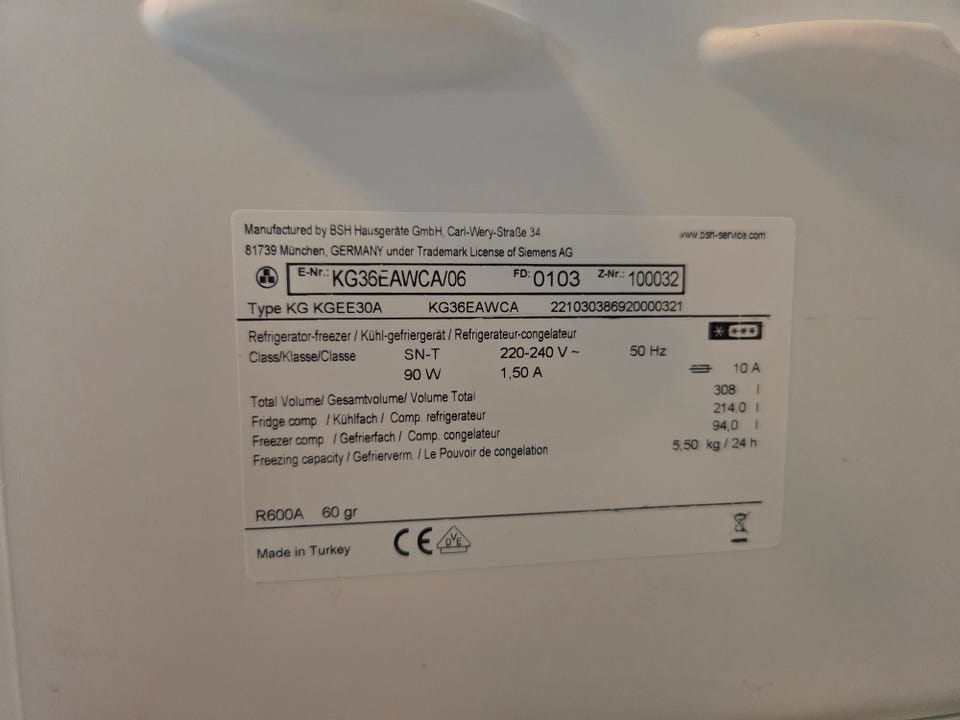 Manufactured by BSH Hausgeräte GmbH, Carl-Wery-Straße 34
81739 München, GERMANY under Trademark License of Siemens AG
www.bsh-service.com
E-Nr.: KG36EAWCA/06 FD: 0103 Z-Nr.: 100032
Type KG KGEE30A KG36EAWCA 221030386920000321
Refrigerator-freezer / Kühl-gefriergerät / Refrigerateur-congelateur
Class/Klasse/Classe SN-T 220-240 V ~ 50 Hz
90 W 1,50 A 10 A
Total Volume/ Gesamtvolume/ Volume Total 308 l
Fridge comp. / Kühlfach / Comp. refrigerateur 214,0 l
Freezer comp / Gefrierfach / Comp. congelateur 94,0 l
Freezing capacity / Gefrierverm. / Le Pouvoir de congelation 5,50 kg / 24 h
R600A 60 gr
Made in Turkey CE DVE